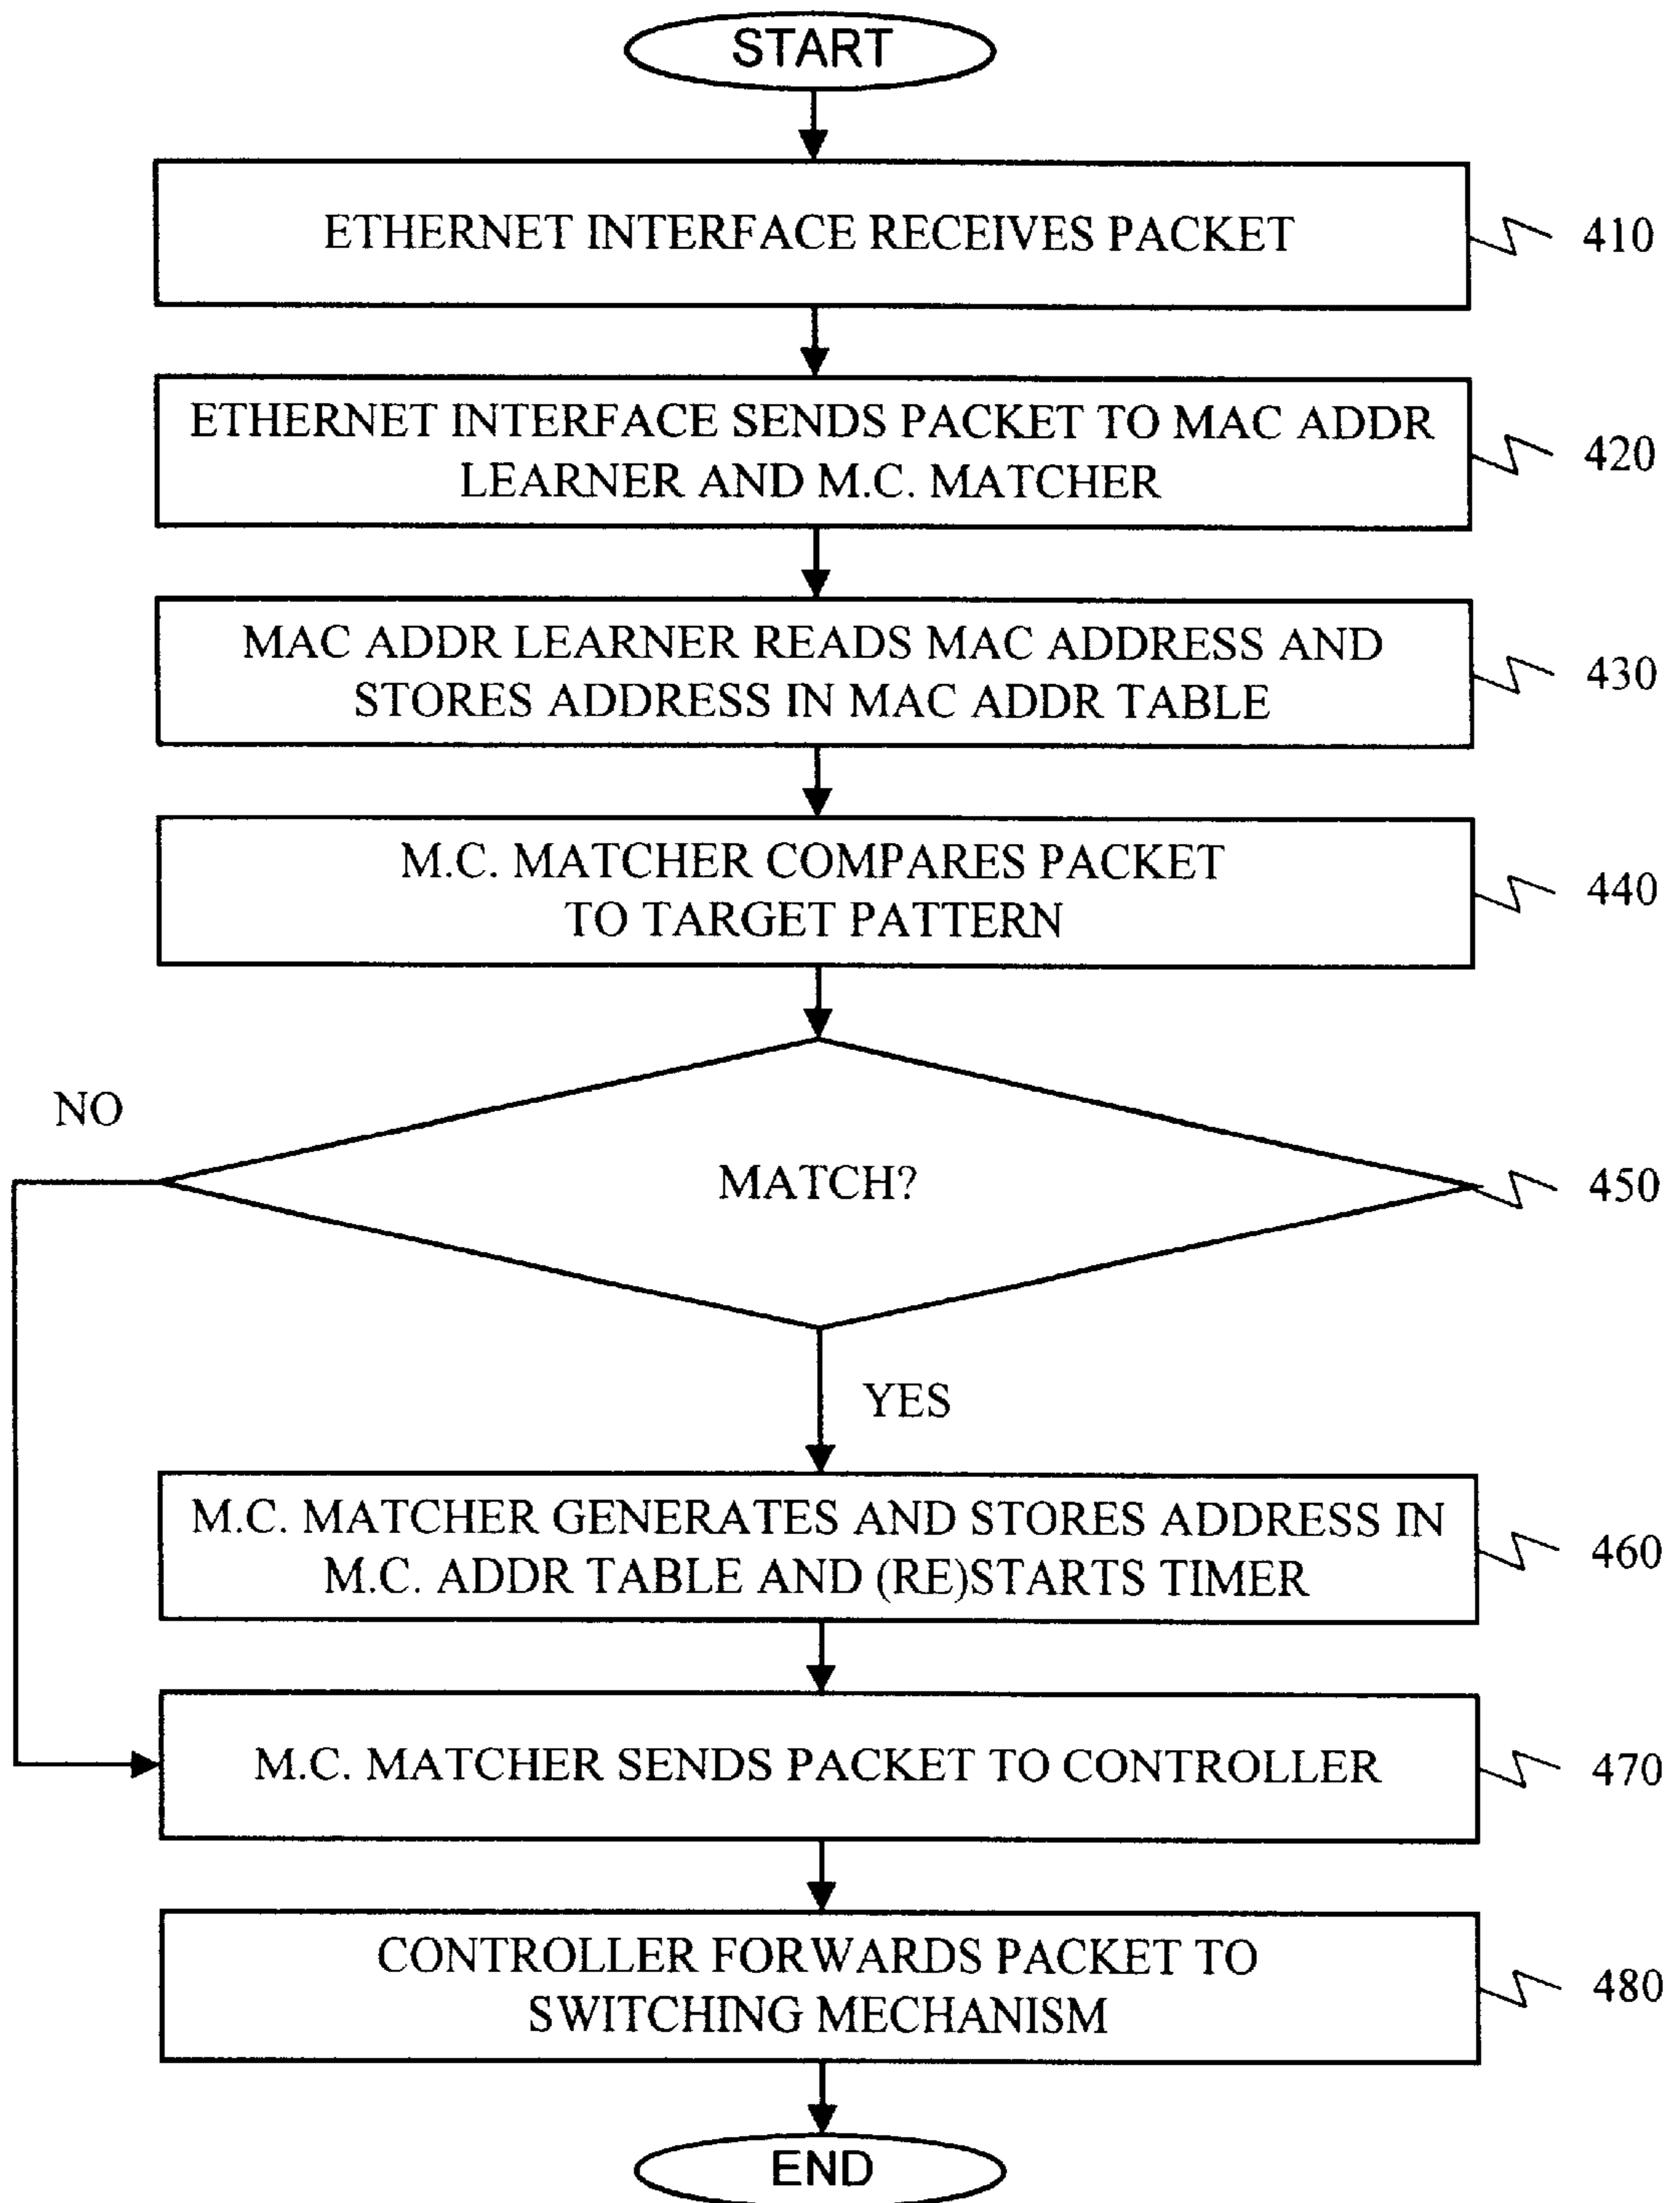 START
ETHERNET INTERFACE RECEIVES PACKET
410
ETHERNET INTERFACE SENDS PACKET TO MAC ADDR
LEARNER AND M.C. MATCHER
420
MAC ADDR LEARNER READS MAC ADDRESS AND
STORES ADDRESS IN MAC ADDR TABLE
430
M.C. MATCHER COMPARES PACKET
TO TARGET PATTERN
440
NO
MATCH?
450
YES
M.C. MATCHER GENERATES AND STORES ADDRESS IN
M.C. ADDR TABLE AND (RE)STARTS TIMER
460
M.C. MATCHER SENDS PACKET TO CONTROLLER
470
CONTROLLER FORWARDS PACKET TO
SWITCHING MECHANISM
480
END